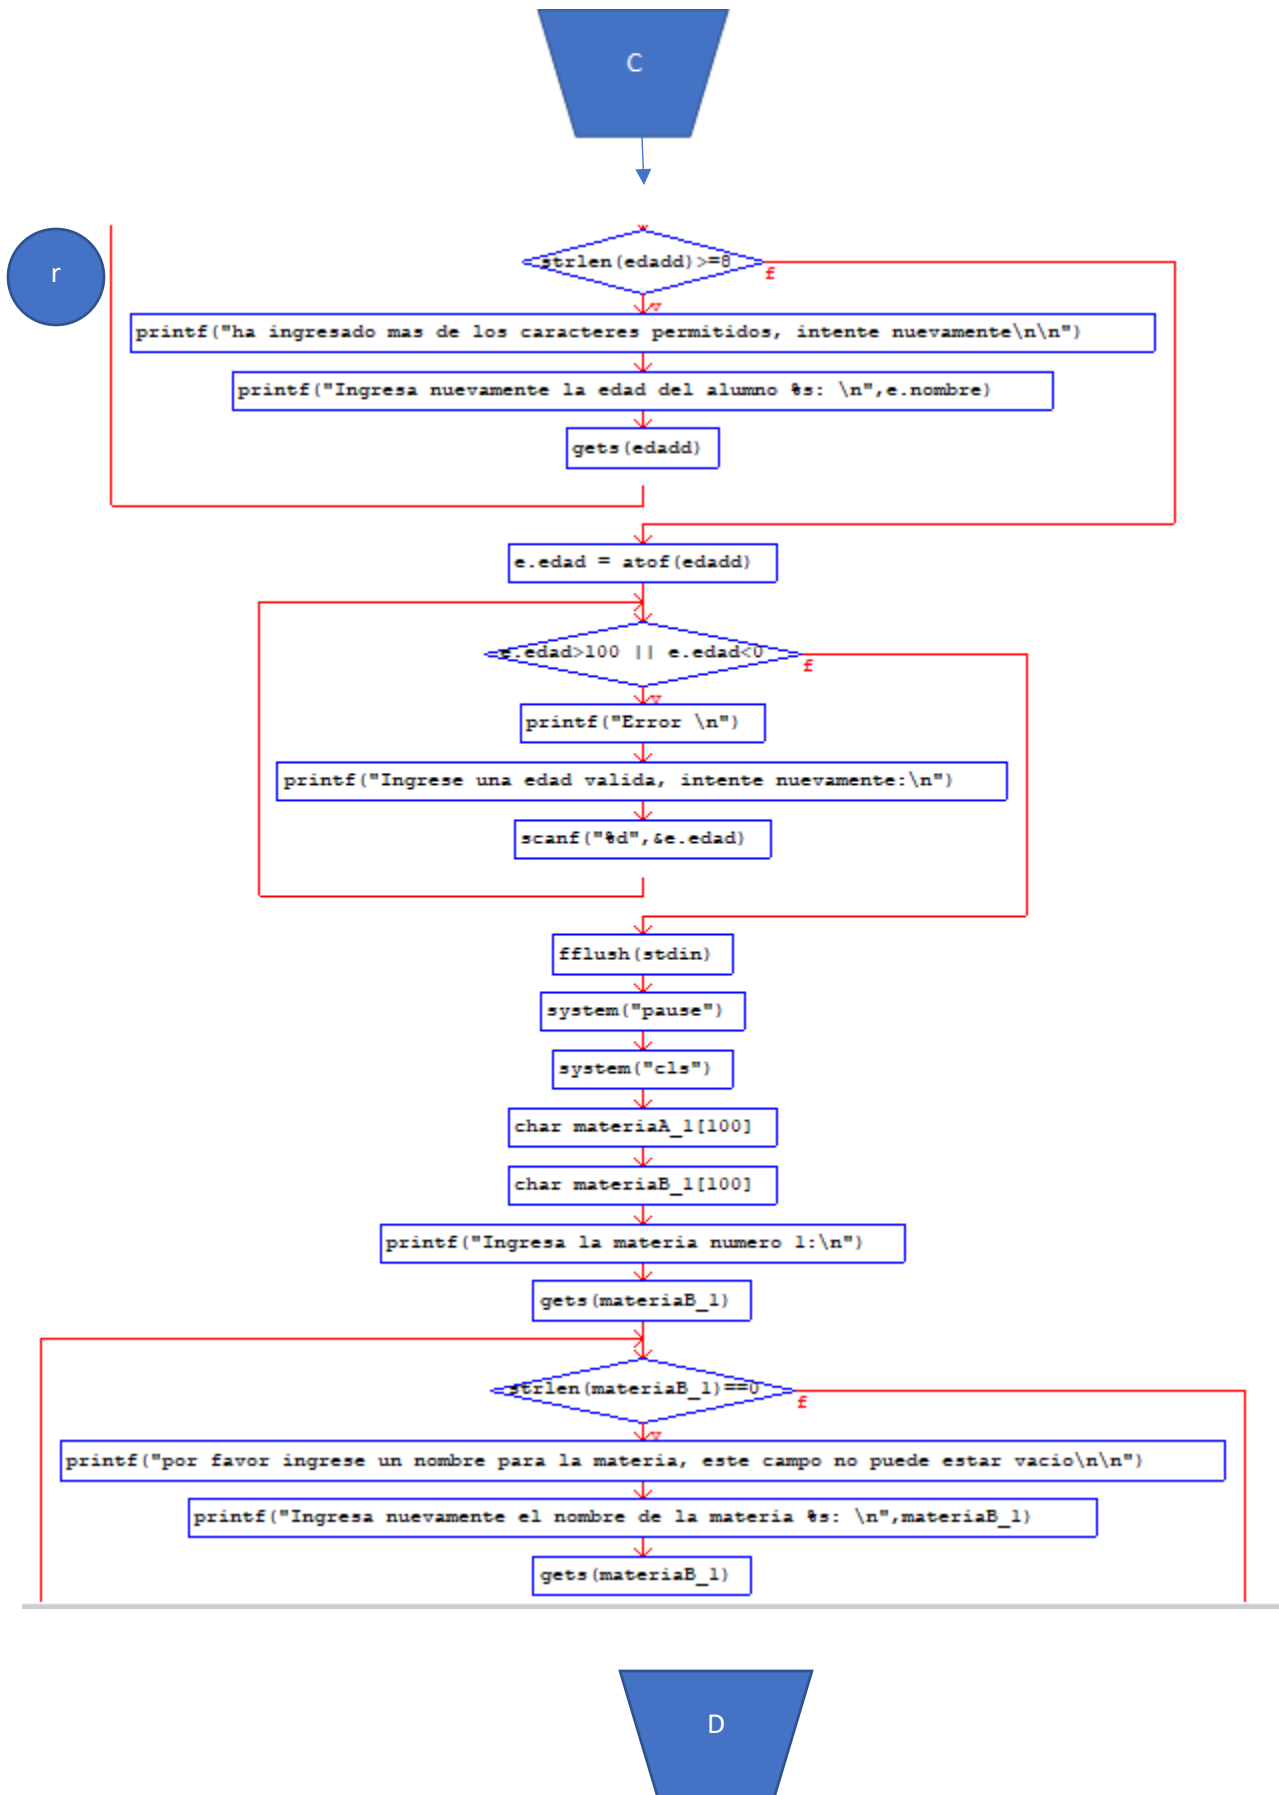 C
r
strlen(edadd)>=8
f
v
printf("ha ingresado mas de los caracteres permitidos, intente nuevamente\n\n")
printf("Ingresa nuevamente la edad del alumno %s: \n",e.nombre)
gets(edadd)
e.edad = atof(edadd)
e.edad>100 || e.edad<0
f
v
printf("Error \n")
printf("Ingrese una edad valida, intente nuevamente:\n")
scanf("%d",&e.edad)
fflush(stdin)
system("pause")
system("cls")
char materiaA_1[100]
char materiaB_1[100]
printf("Ingresa la materia numero 1:\n")
gets(materiaB_1)
strlen(materiaB_1)==0
f
v
printf("por favor ingrese un nombre para la materia, este campo no puede estar vacio\n\n")
printf("Ingresa nuevamente el nombre de la materia %s: \n",materiaB_1)
gets(materiaB_1)
D